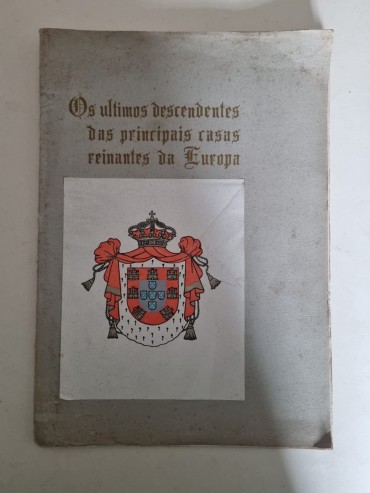 Os ultimos descendentes
das principais casas
reinantes da Europa